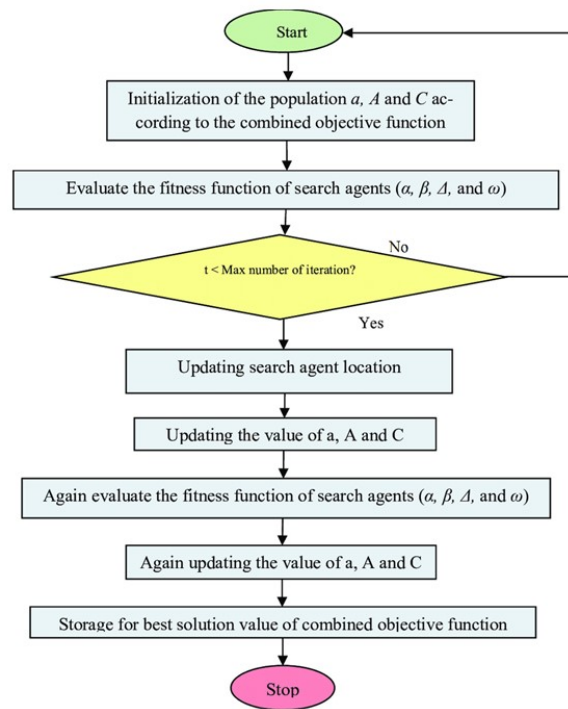 Start
Initialization of the population a, A and C ac-
cording to the combined objective function
Evaluate the fitness function of search agents (α, β, Δ, and ω)
No
t < Max number of iteration?
Yes
Updating search agent location
Updating the value of a, A and C
Again evaluate the fitness function of search agents (α, β, Δ, and ω)
Again updating the value of a, A and C
Storage for best solution value of combined objective function
Stop